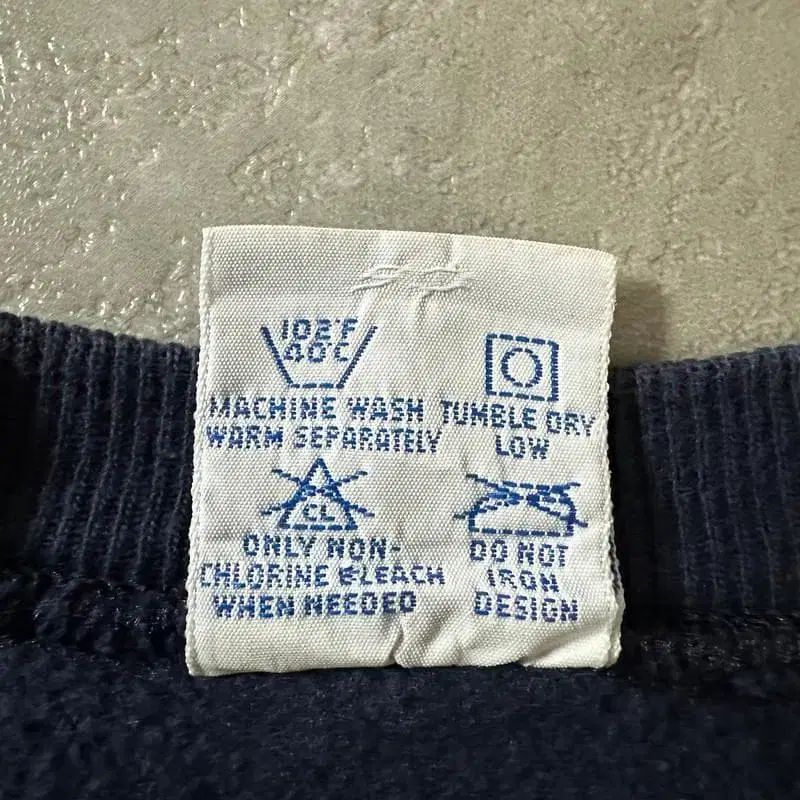 102°F
40°C
MACHINE WASH
WARM SEPARATELY
TUMBLE DRY
LOW
CL
ONLY NON-
CHLORINE BLEACH
WHEN NEEDED
DO NOT
IRON
DESIGN